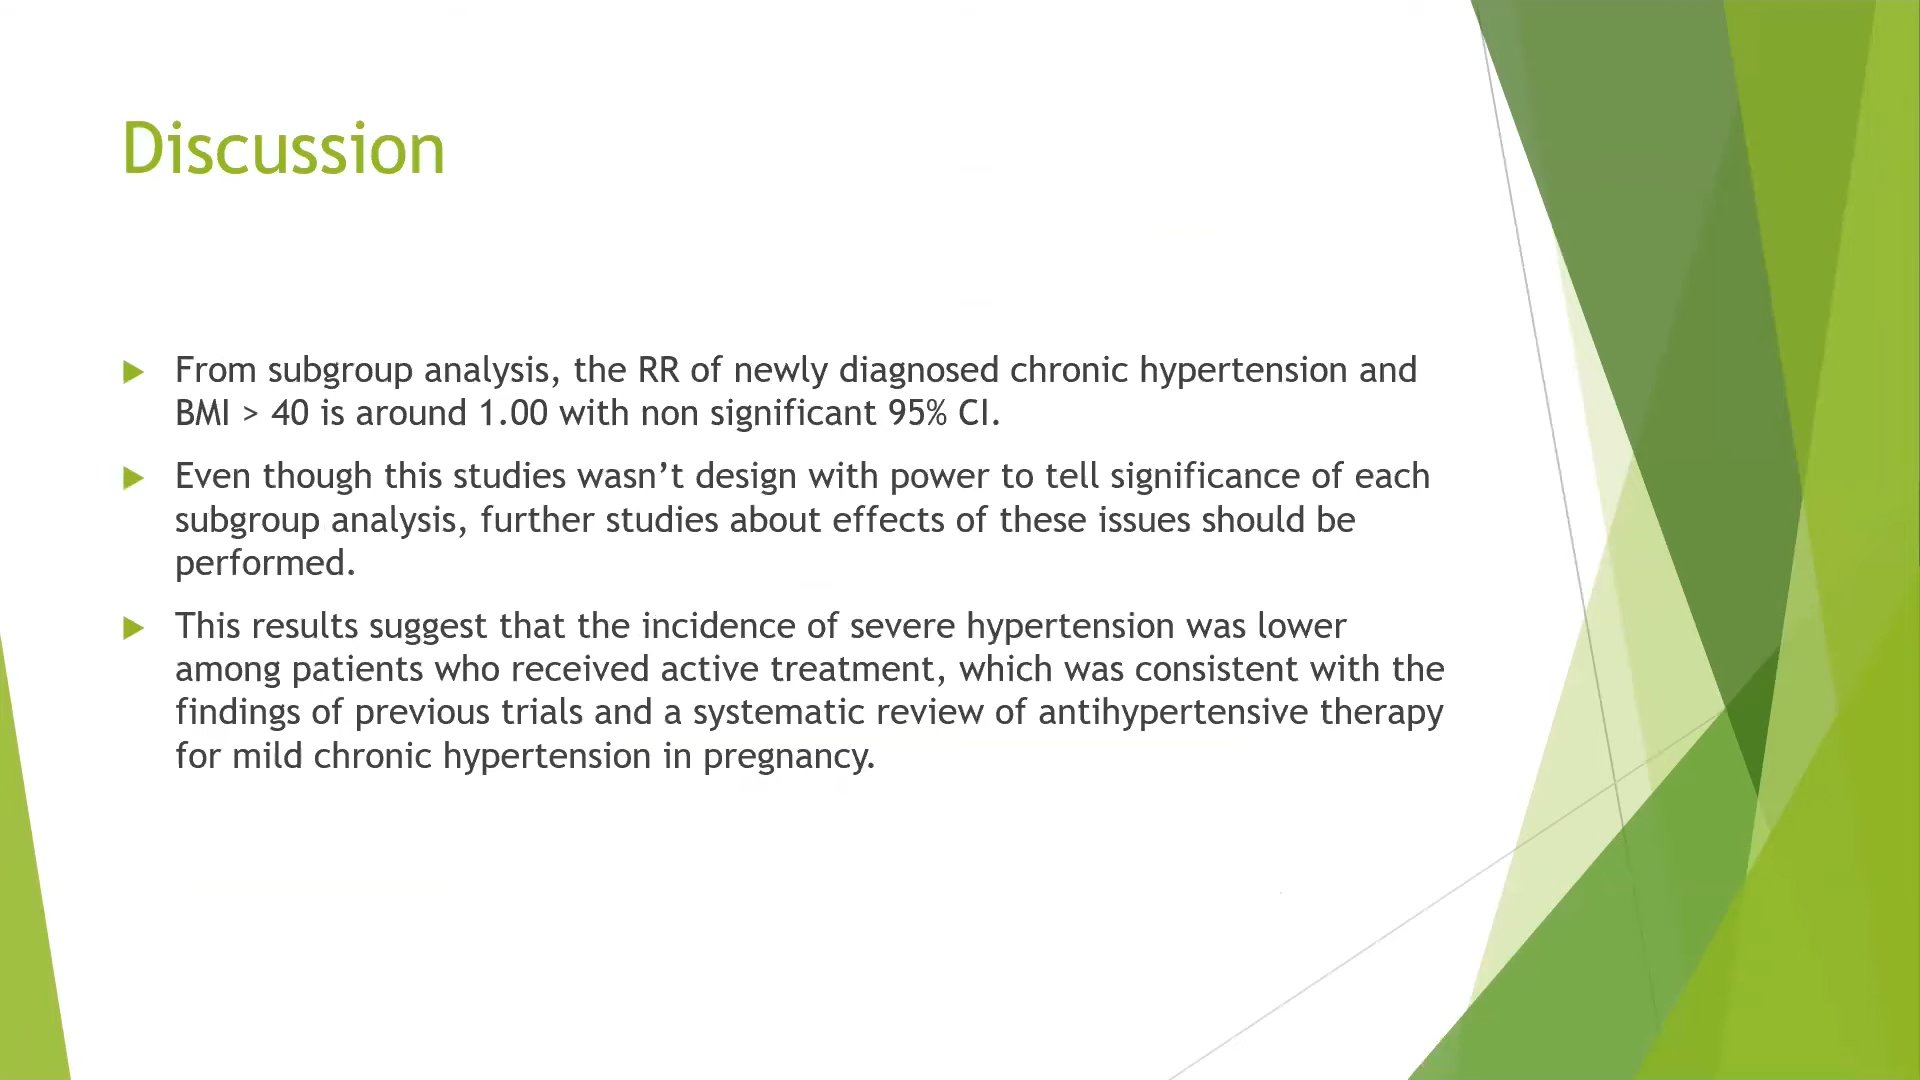 Discussion
From subgroup analysis, the RR of newly diagnosed chronic hypertension and
BMI > 40 is around 1.00 with non significant 95% CI.
Even though this studies wasn’t design with power to tell significance of each
subgroup analysis, further studies about effects of these issues should be
performed.
This results suggest that the incidence of severe hypertension was lower
among patients who received active treatment, which was consistent with the
findings of previous trials and a systematic review of antihypertensive therapy
for mild chronic hypertension in pregnancy.